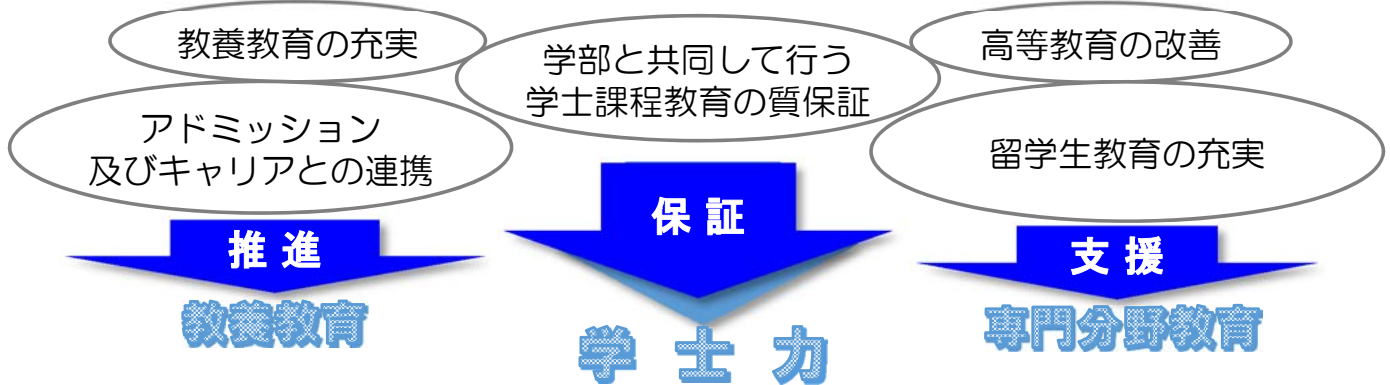 教養教育の充実
学部と共同して行う
学士課程教育の質保証
高等教育の改善
アドミッション
及びキャリアとの連携
留学生教育の充実
推進
保証
支援
教養教育
学士力
専門分野教育